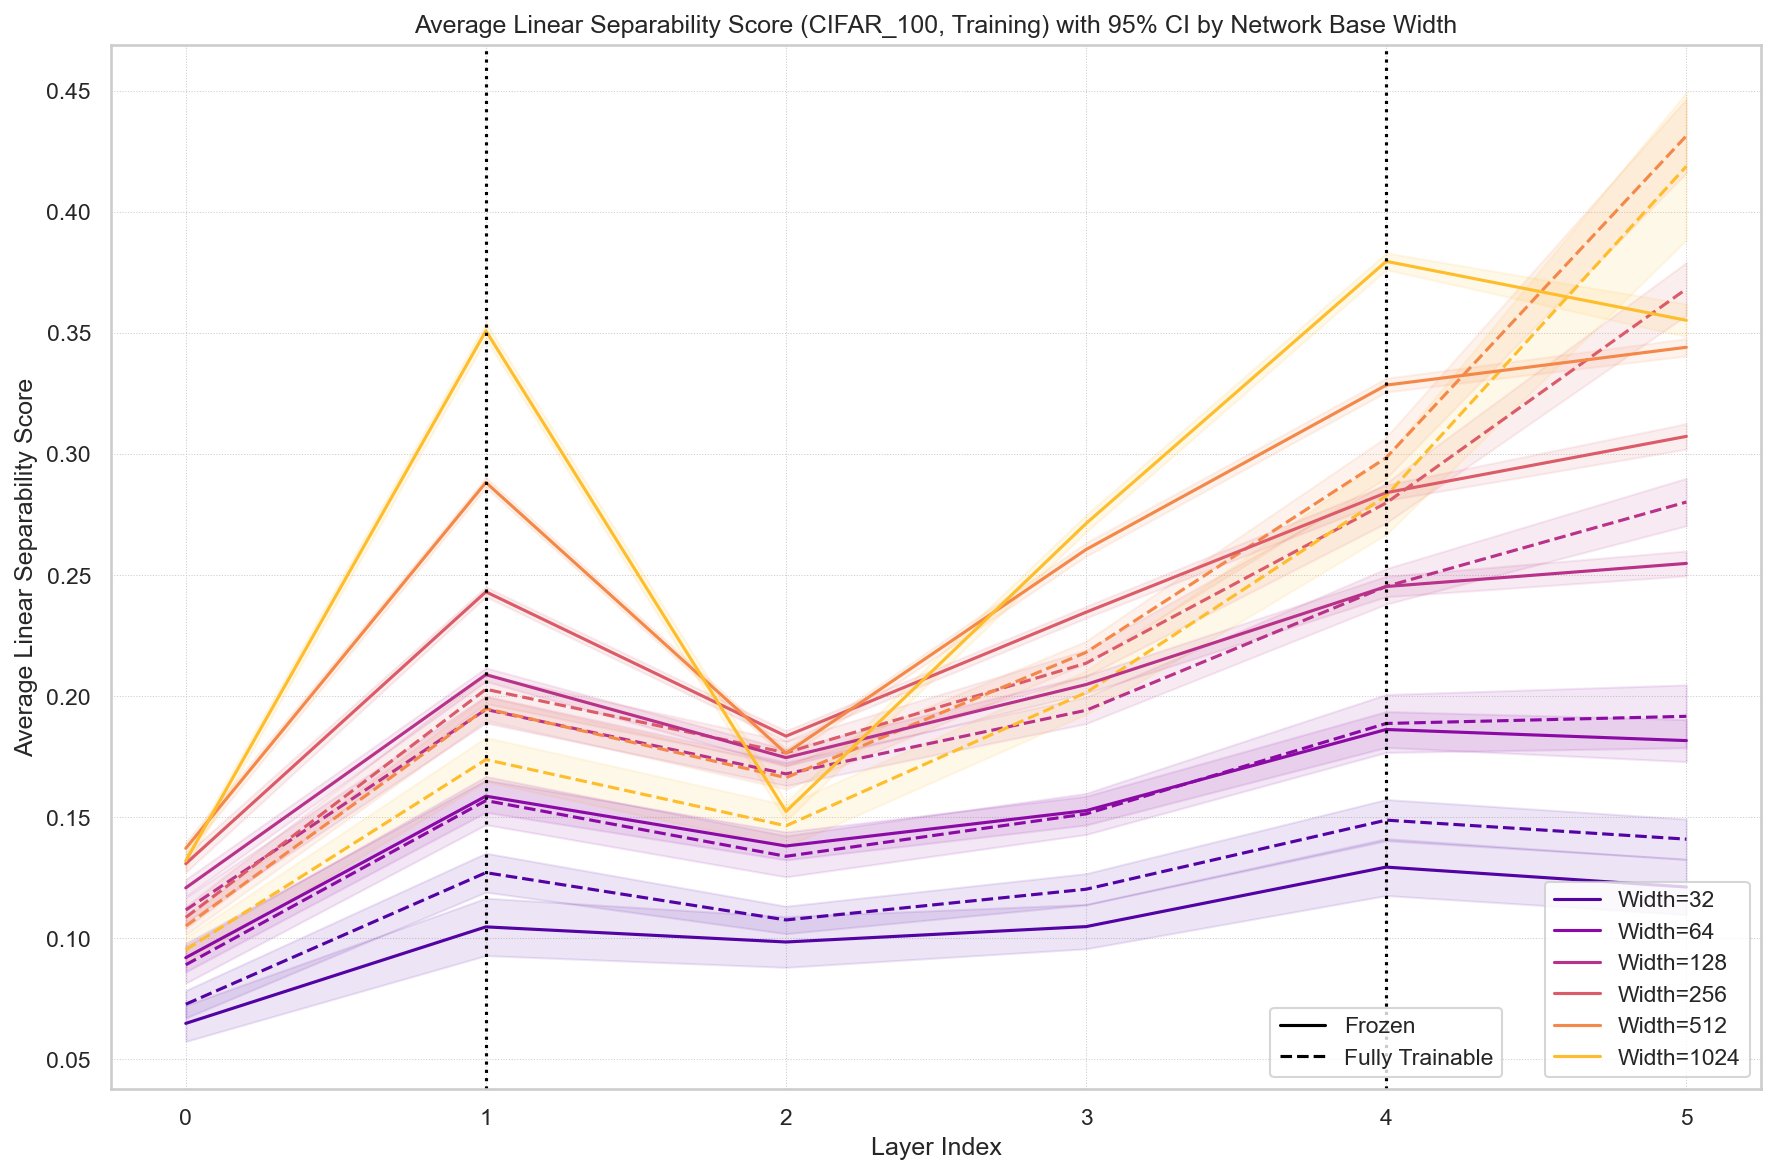 Average Linear Separability Score (CIFAR_100, Training) with 95% CI by Network Base Width
Average Linear Separability Score
0.45
0.40
0.35
0.30
0.25
0.20
0.15
0.10
0.05
Frozen
Fully Trainable
Width=32
Width=64
Width=128
Width=256
Width=512
Width=1024
0 1 2 3 4 5
Layer Index